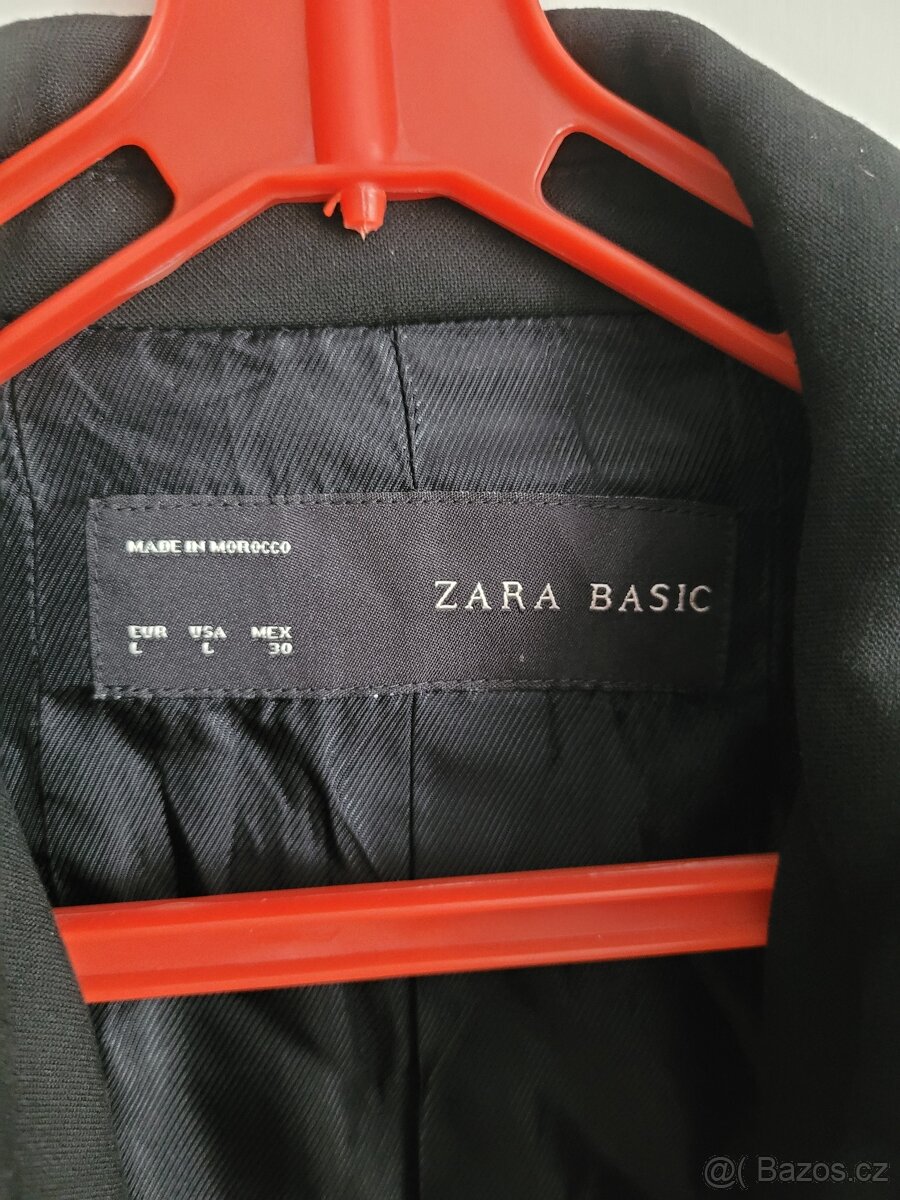 MADE IN MOROCCO
ZARA BASIC
EUR USA MEX
L L 30
@( Bazos.cz